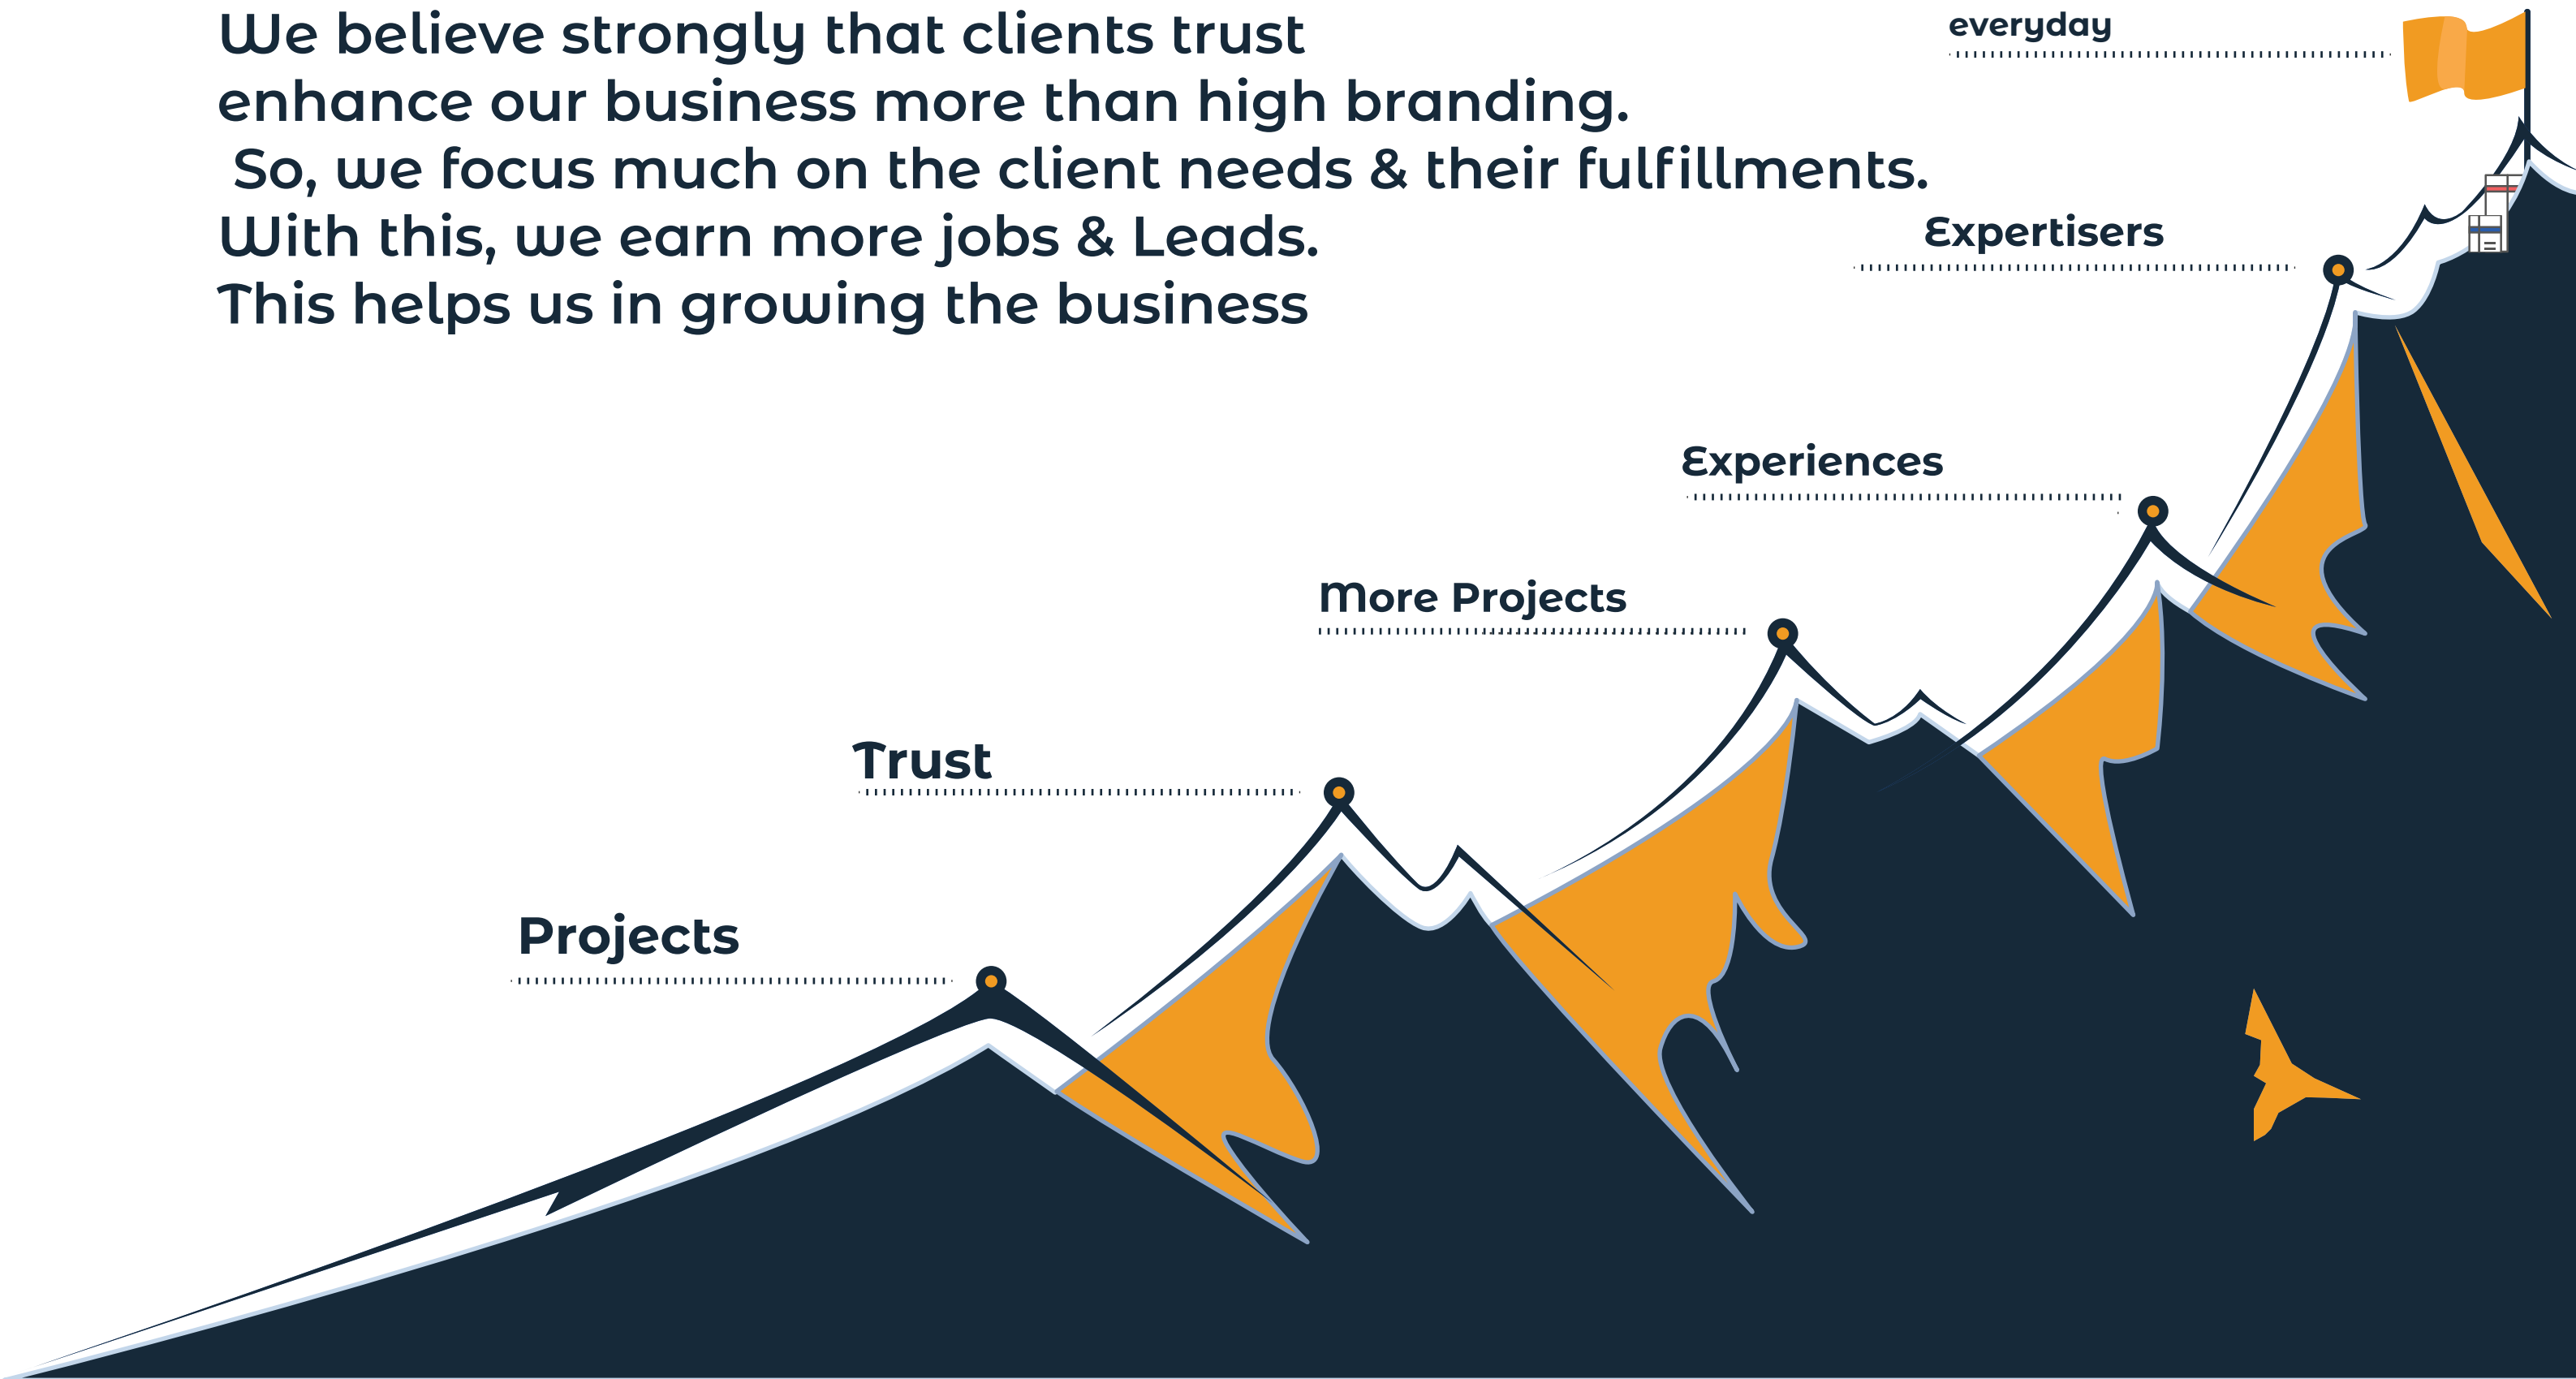 We believe strongly that clients trust
enhance our business more than high branding.
So, we focus much on the client needs & their fulfillments.
With this, we earn more jobs & Leads.
This helps us in growing the business
everyday
Expertisers
Experiences
More Projects
Trust
Projects